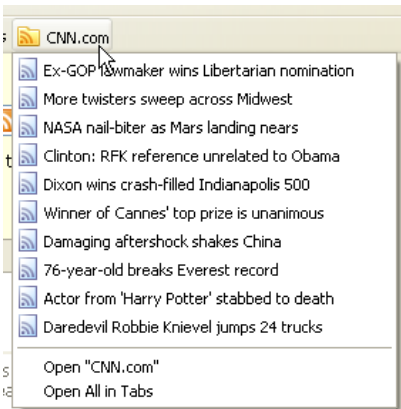 CNN.com
Ex-GOP lawmaker wins Libertarian nomination
More twisters sweep across Midwest
NASA nail-biter as Mars landing nears
Clinton: RFK reference unrelated to Obama
Dixon wins crash-filled Indianapolis 500
Winner of Cannes' top prize is unanimous
Damaging aftershock shakes China
76-year-old breaks Everest record
Actor from 'Harry Potter' stabbed to death
Daredevil Robbie Knievel jumps 24 trucks
Open "CNN.com"
Open All in Tabs